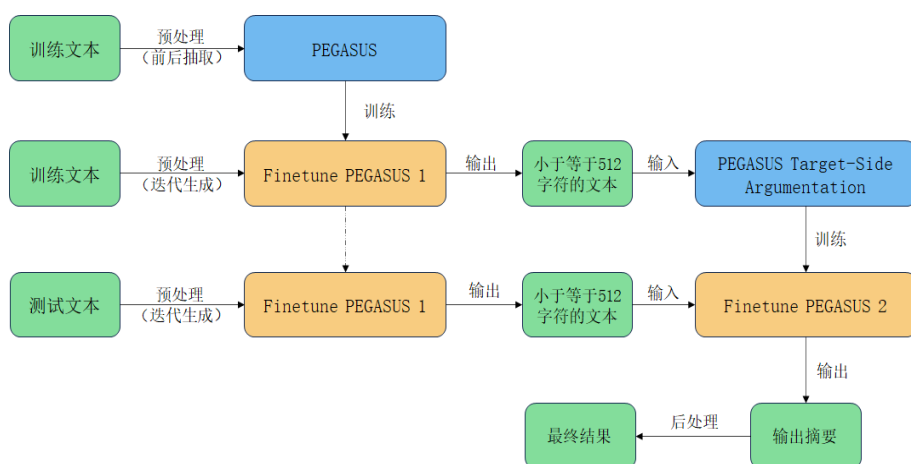 训练文本
预处理
（前后抽取）
PEGASUS
训练
训练文本
预处理
（迭代生成）
Finetune PEGASUS 1
输出
小于等于512
字符的文本
输入
PEGASUS Target-Side
Argumentation
训练
测试文本
预处理
（迭代生成）
Finetune PEGASUS 1
输出
小于等于512
字符的文本
输入
Finetune PEGASUS 2
输出
最终结果
后处理
输出摘要